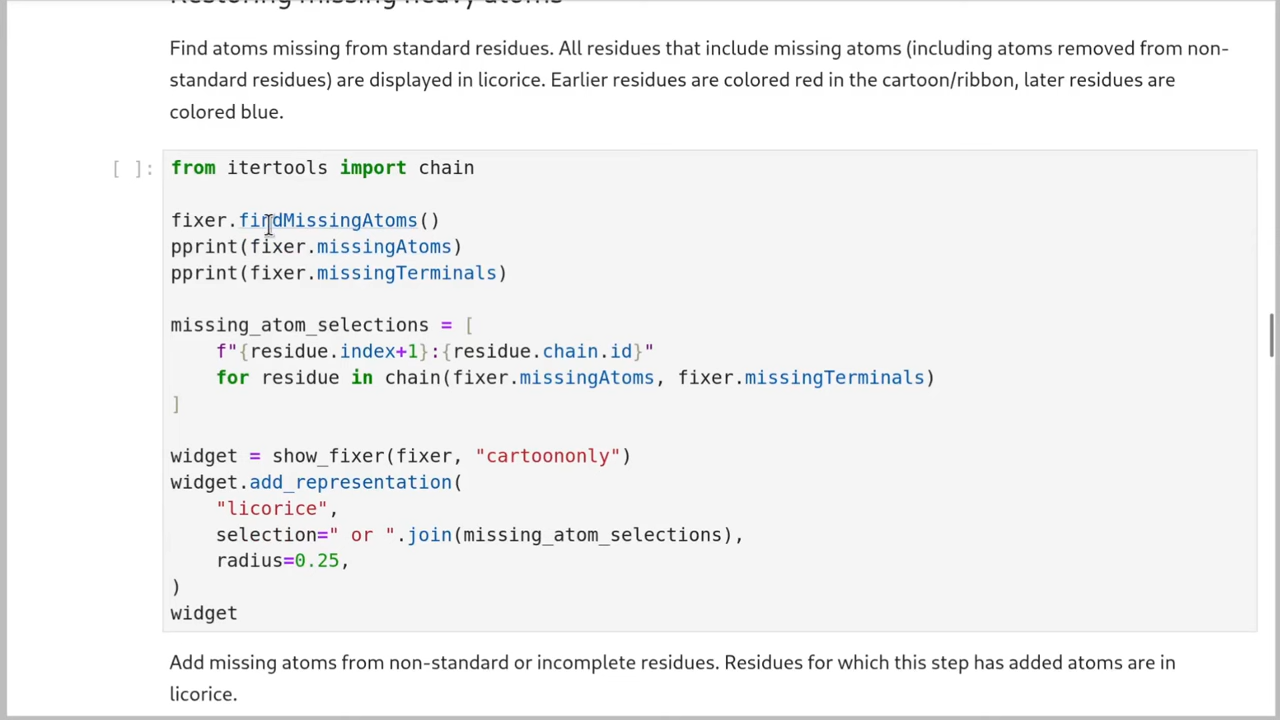 Restoring missing heavy atoms
Find atoms missing from standard residues. All residues that include missing atoms (including atoms removed from non-
standard residues) are displayed in licorice. Earlier residues are colored red in the cartoon/ribbon, later residues are
colored blue.
[ ]: from itertools import chain
fixer.findMissingAtoms()
pprint(fixer.missingAtoms)
pprint(fixer.missingTerminals)
missing_atom_selections = [
    f"{residue.index+1}:{residue.chain.id}"
    for residue in chain(fixer.missingAtoms, fixer.missingTerminals)
]
widget = show_fixer(fixer, "cartoononly")
widget.add_representation(
    "licorice",
    selection=" or ".join(missing_atom_selections),
    radius=0.25,
)
widget
Add missing atoms from non-standard or incomplete residues. Residues for which this step has added atoms are in
licorice.